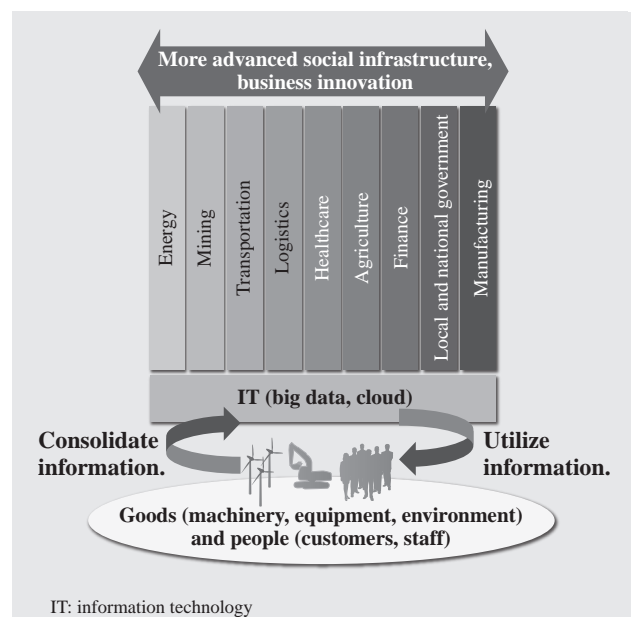 More advanced social infrastructure,
business innovation
Energy
Mining
Transportation
Logistics
Healthcare
Agriculture
Finance
Local and national government
Manufacturing
IT (big data, cloud)
Consolidate
information.
Utilize
information.
Goods (machinery, equipment, environment)
and people (customers, staff)
IT: information technology